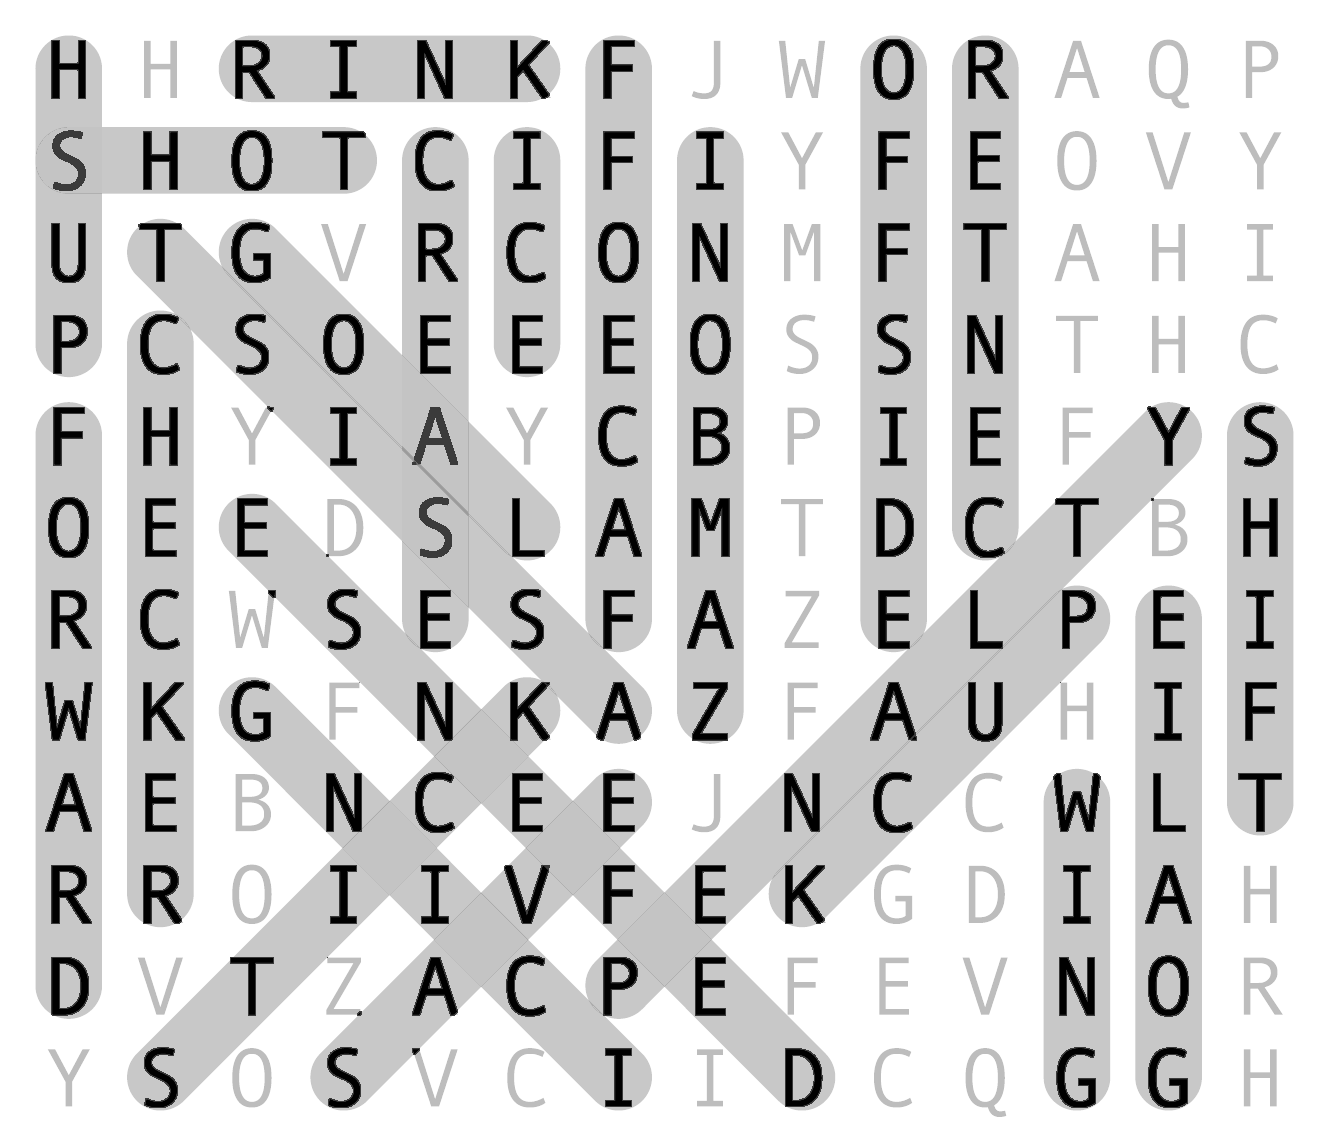 H H R I N K F J W O R A Q P
S H O T C I F I Y F E O V Y
U T G V R C O N M F T A H I
P C S O E E E O S S N T H C
F H Y I A Y C B P I E F Y S
O E E D S L A M T D C T B H
R C W S E S F A Z E L P E I
W K G F N K A Z F A U H I F
A E B N C E E J N C C W L T
R R O I I V F E K G D I A H
D V T Z A C P E F E V N O R
Y S O S V C I I D C Q G G H